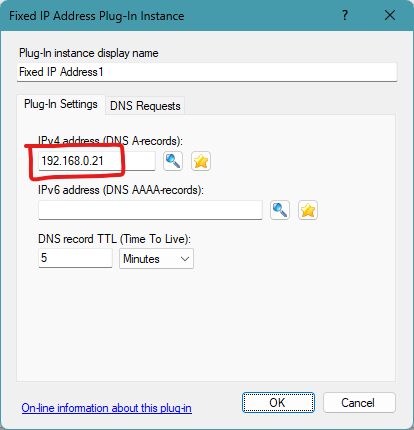 Fixed IP Address Plug-In Instance
Plug-In instance display name
Fixed IP Address1
Plug-In Settings
DNS Requests
IPv4 address (DNS A-records):
192.168.0.21
IPv6 address (DNS AAAA-records):
DNS record TTL (Time To Live):
5
Minutes
On-line information about this plug-in
OK
Cancel